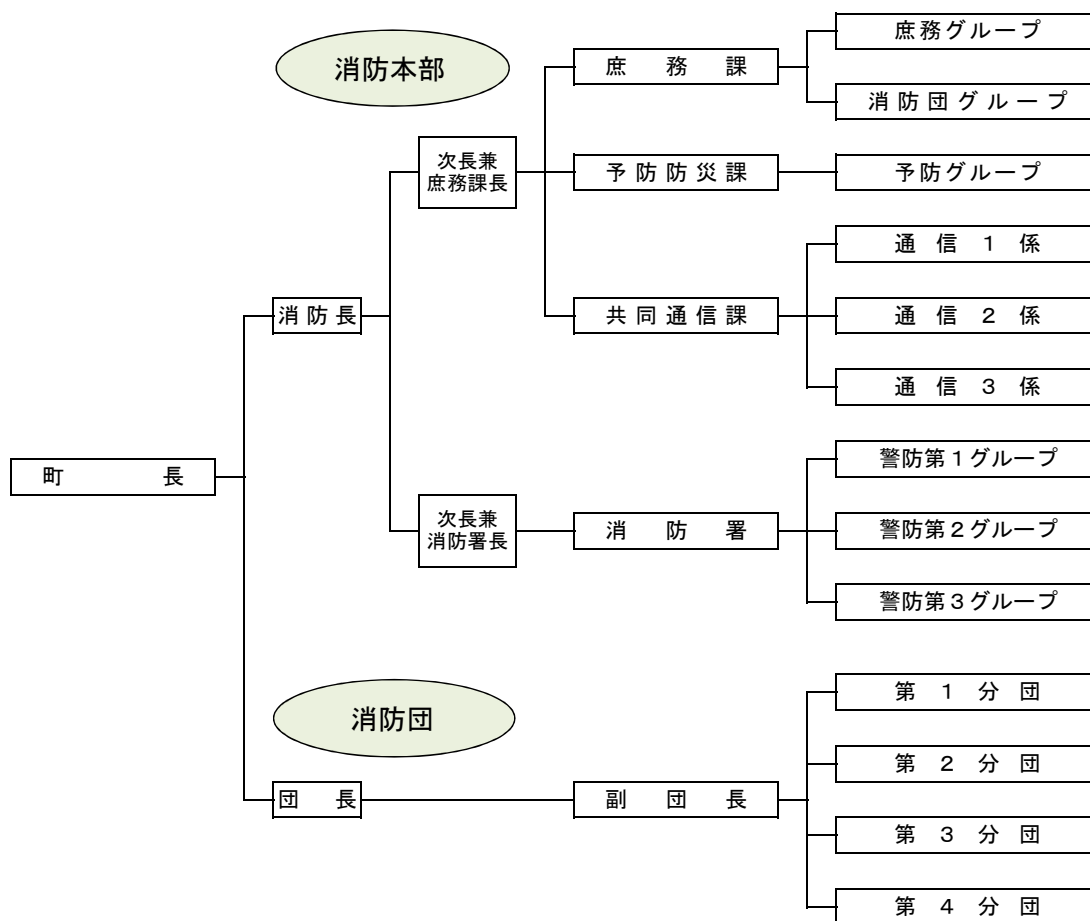 消防本部
庶務課
庶務グループ
消防団グループ
次長兼
庶務課長
予防防災課
予防グループ
通信1係
消防長
共同通信課
通信2係
通信3係
町長
警防第1グループ
次長兼
消防署長
消防署
警防第2グループ
警防第3グループ
消防団
第1分団
第2分団
団長
副団長
第3分団
第4分団